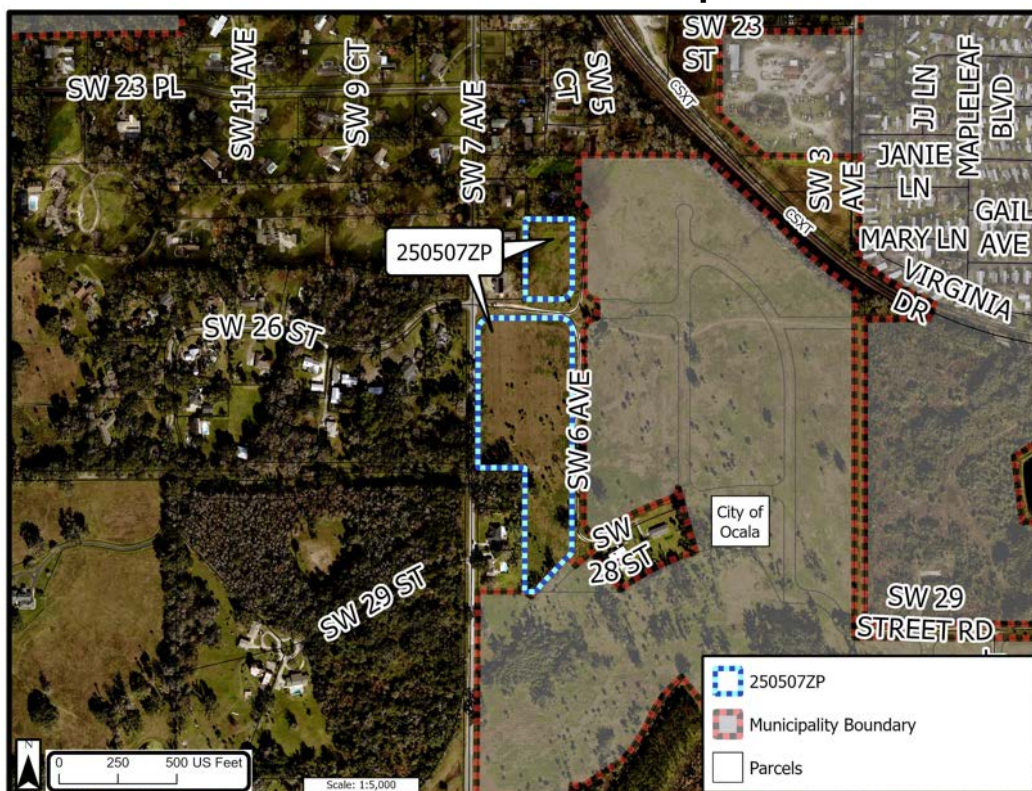 SW 23
ST
SW 23 PL
SW 11 AVE
SW 9 CT
SW 7 AVE
SW 5
CT
CSXT
JJ LN
MAPLELEAF
BLVD
JANIE
LN
SW 3
AVE
GAIL
AVE
MARY LN
CSXT
VIRGINIA
DR
250507ZP
SW 26 ST
SW 6 AVE
City of
Ocala
SW
28 ST
SW 29 ST
SW 29
STREET RD
250507ZP
Municipality Boundary
Parcels
N
0 250 500 US Feet
Scale: 1:5,000